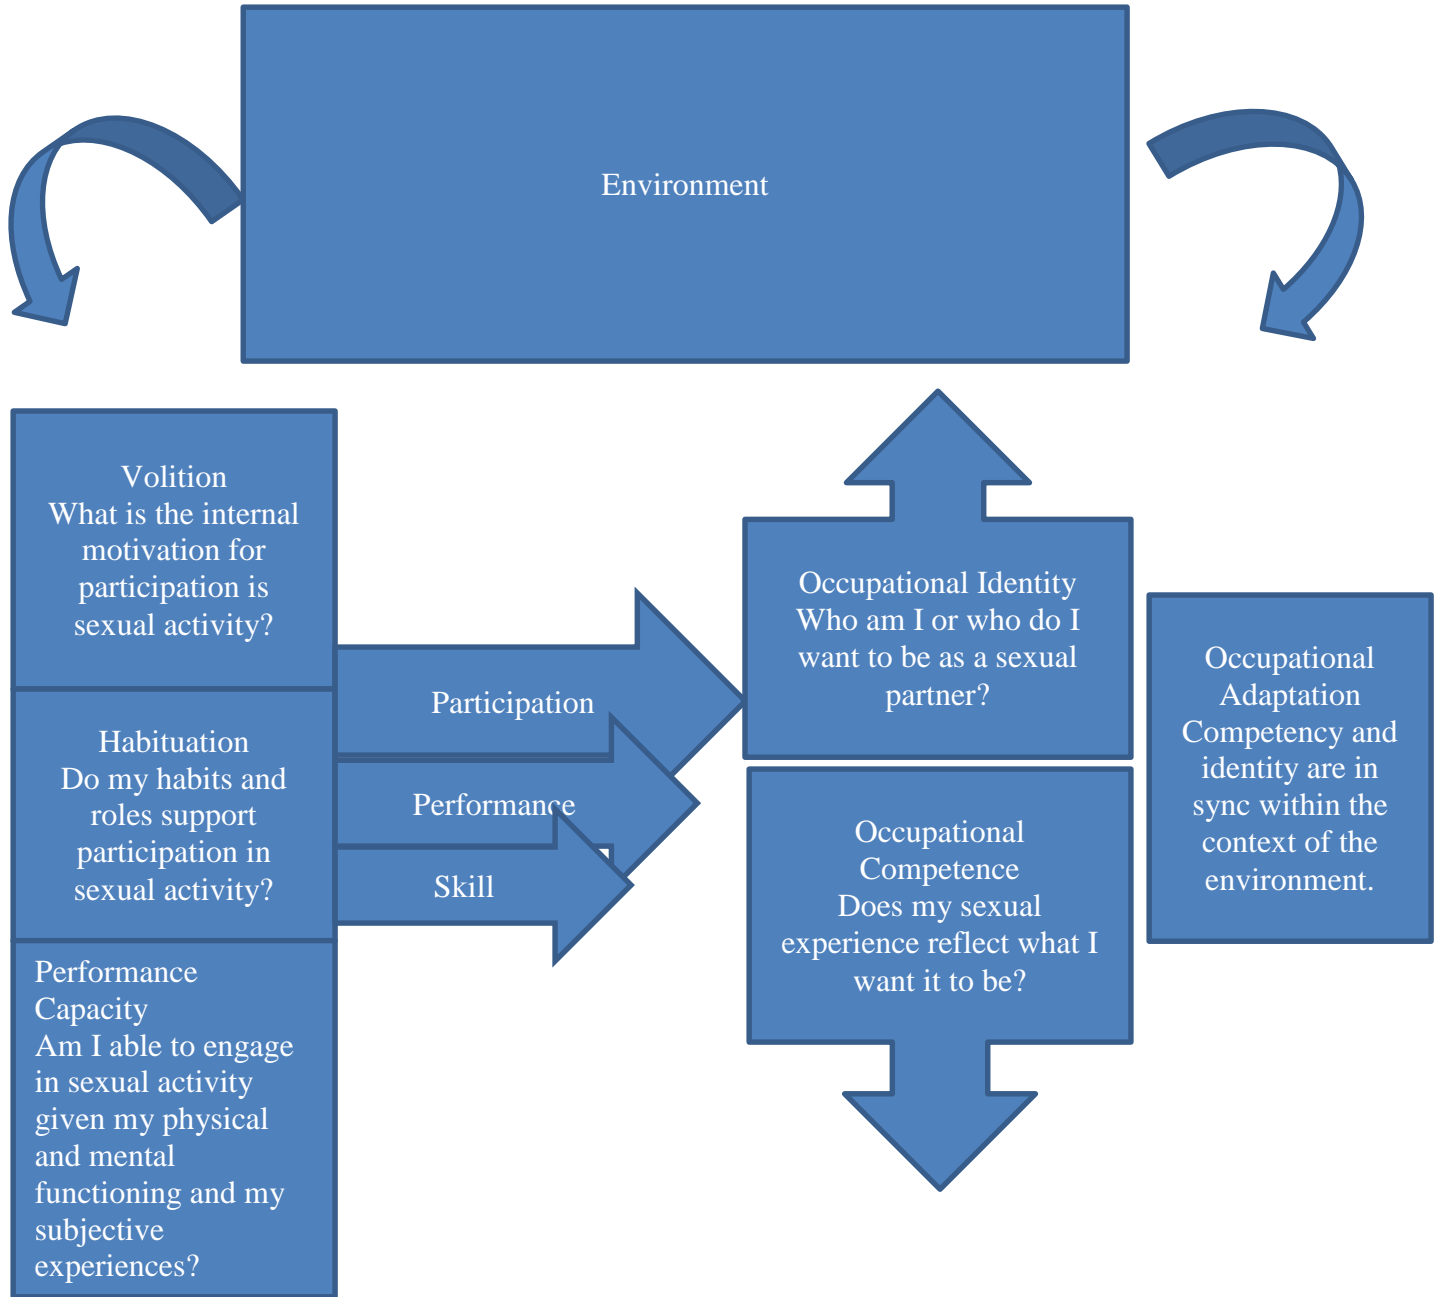 Environment
Volition
What is the internal
motivation for
participation is
sexual activity?
Habituation
Do my habits and
roles support
participation in
sexual activity?
Performance
Capacity
Am I able to engage
in sexual activity
given my physical
and mental
functioning and my
subjective
experiences?
Participation
Performance
Skill
Occupational Identity
Who am I or who do I
want to be as a sexual
partner?
Occupational
Competence
Does my sexual
experience reflect what I
want it to be?
Occupational
Adaptation
Competency and
identity are in
sync within the
context of the
environment.